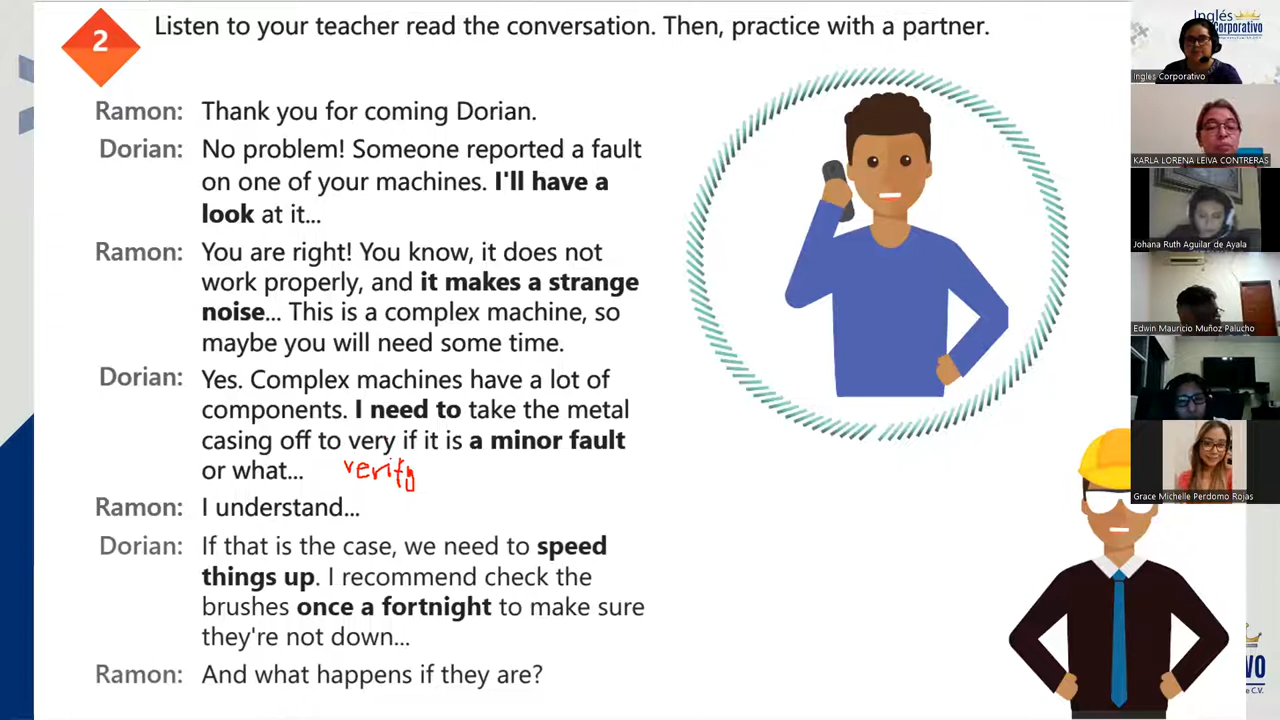 2
Listen to your teacher read the conversation. Then, practice with a partner.
Ramon: Thank you for coming Dorian.
Dorian: No problem! Someone reported a fault
on one of your machines. I'll have a
look at it...
Ramon: You are right! You know, it does not
work properly, and it makes a strange
noise... This is a complex machine, so
maybe you will need some time.
Dorian: Yes. Complex machines have a lot of
components. I need to take the metal
casing off to very if it is a minor fault
or what...
verify
Ramon: I understand...
Dorian: If that is the case, we need to speed
things up. I recommend check the
brushes once a fortnight to make sure
they're not down...
Ramon: And what happens if they are?
Inglés
Corporativo
Ingles Corporativo
KARLA LORENA LEIVA CONTRERAS
Johana Ruth Aguilar de Ayala
Edwin Mauricio Muñoz Palucho
Grace Michelle Perdomo Rojas
VO
e C.V.